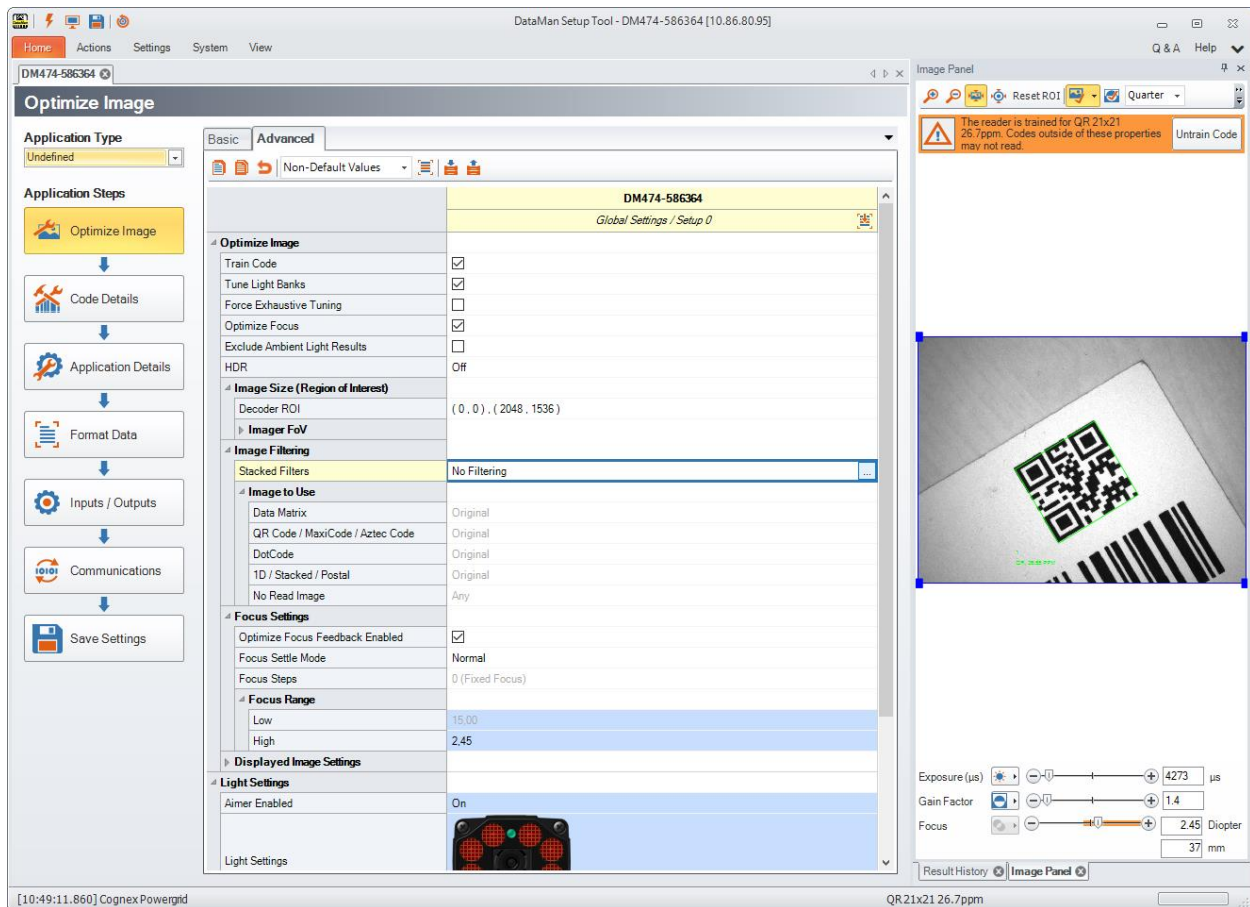 DataMan Setup Tool - DM474-586364 [10.86.80.95]
Home Actions Settings System View Q & A Help
DM474-586364
Optimize Image
Application Type
Undefined
Application Steps
Optimize Image
Code Details
Application Details
Format Data
Inputs / Outputs
Communications
Save Settings
Basic Advanced
Non-Default Values
DM474-586364
Global Settings / Setup 0
Optimize Image
Train Code
Tune Light Banks
Force Exhaustive Tuning
Optimize Focus
Exclude Ambient Light Results
HDR Off
Image Size (Region of Interest)
Decoder ROI ( 0 , 0 ) , ( 2048 , 1536 )
Imager FoV
Image Filtering
Stacked Filters No Filtering ...
Image to Use
Data Matrix Original
QR Code / MaxiCode / Aztec Code Original
DotCode Original
1D / Stacked / Postal Original
No Read Image Any
Focus Settings
Optimize Focus Feedback Enabled
Focus Settle Mode Normal
Focus Steps 0 (Fixed Focus)
Focus Range
Low 15,00
High 2,45
Displayed Image Settings
Light Settings
Aimer Enabled On
Light Settings
Image Panel
Reset ROI Quarter
The reader is trained for QR 21x21
26.7ppm. Codes outside of these properties
may not read.
Untrain Code
Exposure (µs) 4273 µs
Gain Factor 1.4
Focus 2.45 Diopter
37 mm
Result History Image Panel
[10:49:11.860] Cognex Powergrid QR 21x21 26.7ppm